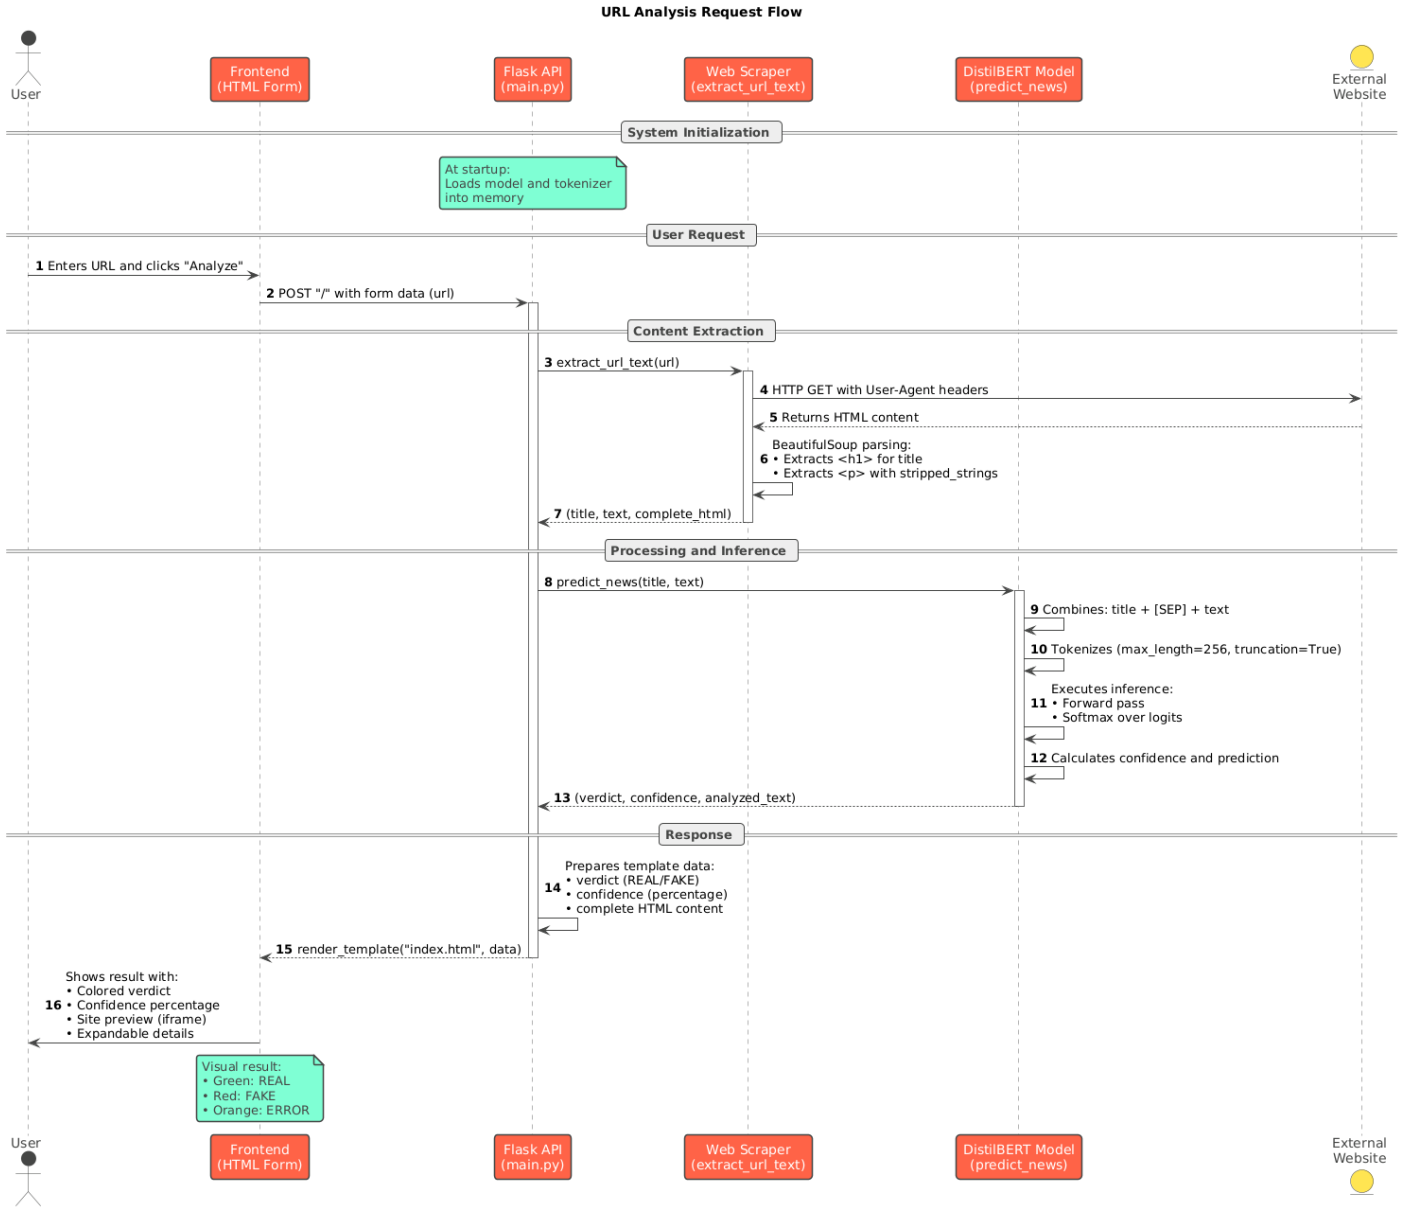 URL Analysis Request Flow
User
Frontend
(HTML Form)
Flask API
(main.py)
Web Scraper
(extract_url_text)
DistilBERT Model
(predict_news)
External
Website
System Initialization
At startup:
Loads model and tokenizer
into memory
User Request
1 Enters URL and clicks "Analyze"
2 POST "/" with form data (url)
Content Extraction
3 extract_url_text(url)
4 HTTP GET with User-Agent headers
5 Returns HTML content
BeautifulSoup parsing:
6 • Extracts <h1> for title
• Extracts <p> with stripped_strings
7 (title, text, complete_html)
Processing and Inference
8 predict_news(title, text)
9 Combines: title + [SEP] + text
10 Tokenizes (max_length=256, truncation=True)
Executes inference:
11 • Forward pass
• Softmax over logits
12 Calculates confidence and prediction
13 (verdict, confidence, analyzed_text)
Response
Prepares template data:
• verdict (REAL/FAKE)
14 • confidence (percentage)
• complete HTML content
15 render_template("index.html", data)
Shows result with:
• Colored verdict
16 • Confidence percentage
• Site preview (iframe)
• Expandable details
Visual result:
• Green: REAL
• Red: FAKE
• Orange: ERROR
User
Frontend
(HTML Form)
Flask API
(main.py)
Web Scraper
(extract_url_text)
DistilBERT Model
(predict_news)
External
Website